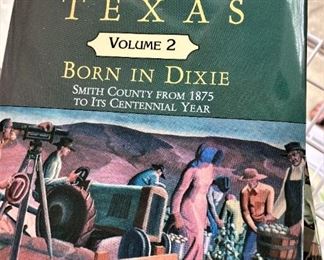 TEXAS
VOLUME 2
BORN IN DIXIE
SMITH COUNTY FROM 1875
TO ITS CENTENNIAL YEAR